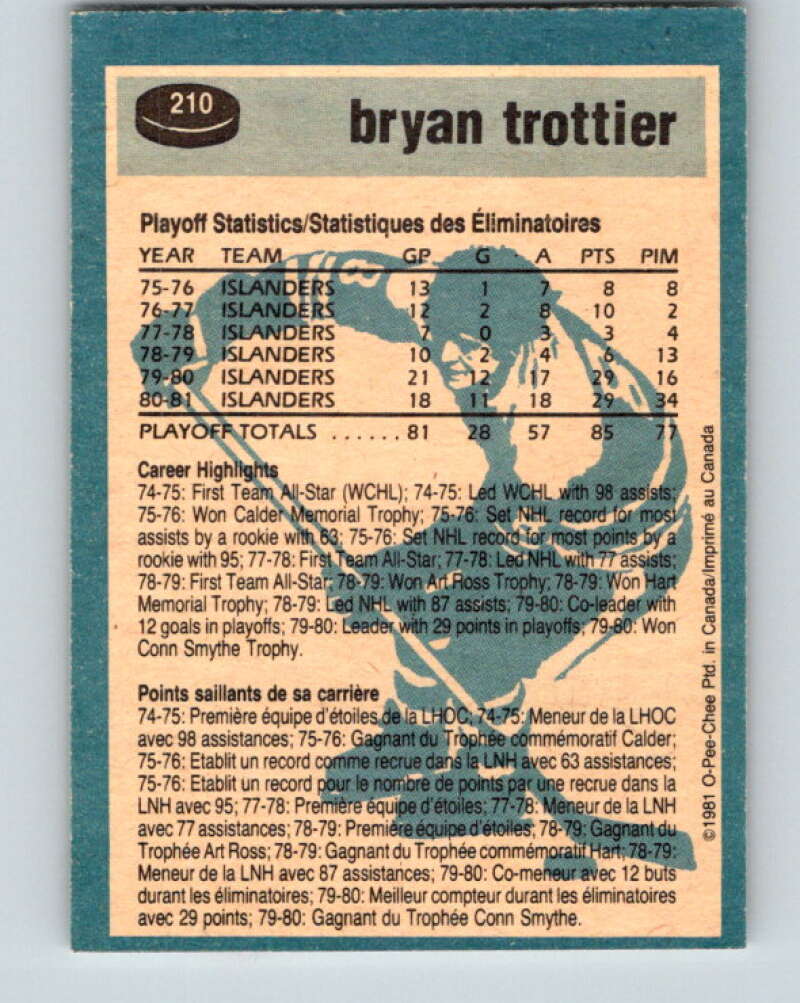 210
bryan trottier
Playoff Statistics/Statistiques des Éliminatoires
YEAR TEAM GP G A PTS PIM
75-76 ISLANDERS 13 1 7 8 8
76-77 ISLANDERS 12 2 8 10 2
77-78 ISLANDERS 7 0 3 3 4
78-79 ISLANDERS 10 2 4 6 13
79-80 ISLANDERS 21 12 17 29 16
80-81 ISLANDERS 18 11 18 29 34
PLAYOFF TOTALS ......81 28 57 85 77
Career Highlights
74-75: First Team All-Star (WCHL); 74-75: Led WCHL with 98 assists;
75-76: Won Calder Memorial Trophy; 75-76: Set NHL record for most
assists by a rookie with 63; 75-76: Set NHL record for most points by a
rookie with 95; 77-78: First Team All-Star; 77-78: Led NHL with 77 assists;
78-79: First Team All-Star; 78-79: Won Art Ross Trophy; 78-79: Won Hart
Memorial Trophy; 78-79: Led NHL with 87 assists; 79-80: Co-leader with
12 goals in playoffs; 79-80: Leader with 29 points in playoffs; 79-80: Won
Conn Smythe Trophy.
Points saillants de sa carrière
74-75: Première équipe d'étoiles de la LHOC; 74-75: Meneur de la LHOC
avec 98 assistances; 75-76: Gagnant du Trophée commémoratif Calder;
75-76: Etablit un record comme recrue dans la LNH avec 63 assistances;
75-76: Etablit un record pour le nombre de points par une recrue dans la
LNH avec 95; 77-78: Première équipe d'étoiles; 77-78: Meneur de la LNH
avec 77 assistances; 78-79: Première équipe d'étoiles; 78-79: Gagnant du
Trophée Art Ross; 78-79: Gagnant du Trophée commémoratif Hart; 78-79:
Meneur de la LNH avec 87 assistances; 79-80: Co-meneur avec 12 buts
durant les éliminatoires; 79-80: Meilleur compteur durant les éliminatoires
avec 29 points; 79-80: Gagnant du Trophée Conn Smythe.
©1981 O-Pee-Chee Ptd. in Canada/Imprimé au Canada